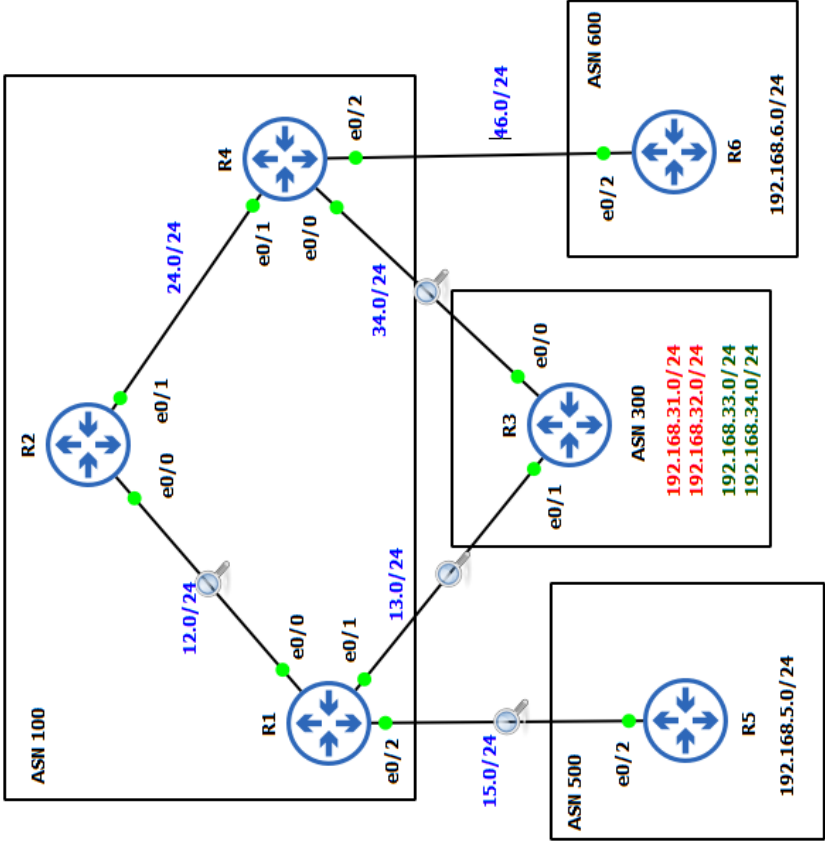 ASN 100
R2
e0/0
e0/1
24.0/24
12.0/24
R4
e0/1
e0/0
e0/2
R1
e0/0
e0/1
e0/2
13.0/24
34.0/24
15.0/24
46.0/24
R3
e0/1
e0/0
ASN 300
192.168.31.0/24
192.168.32.0/24
192.168.33.0/24
192.168.34.0/24
ASN 500
e0/2
R5
192.168.5.0/24
ASN 600
e0/2
R6
192.168.6.0/24